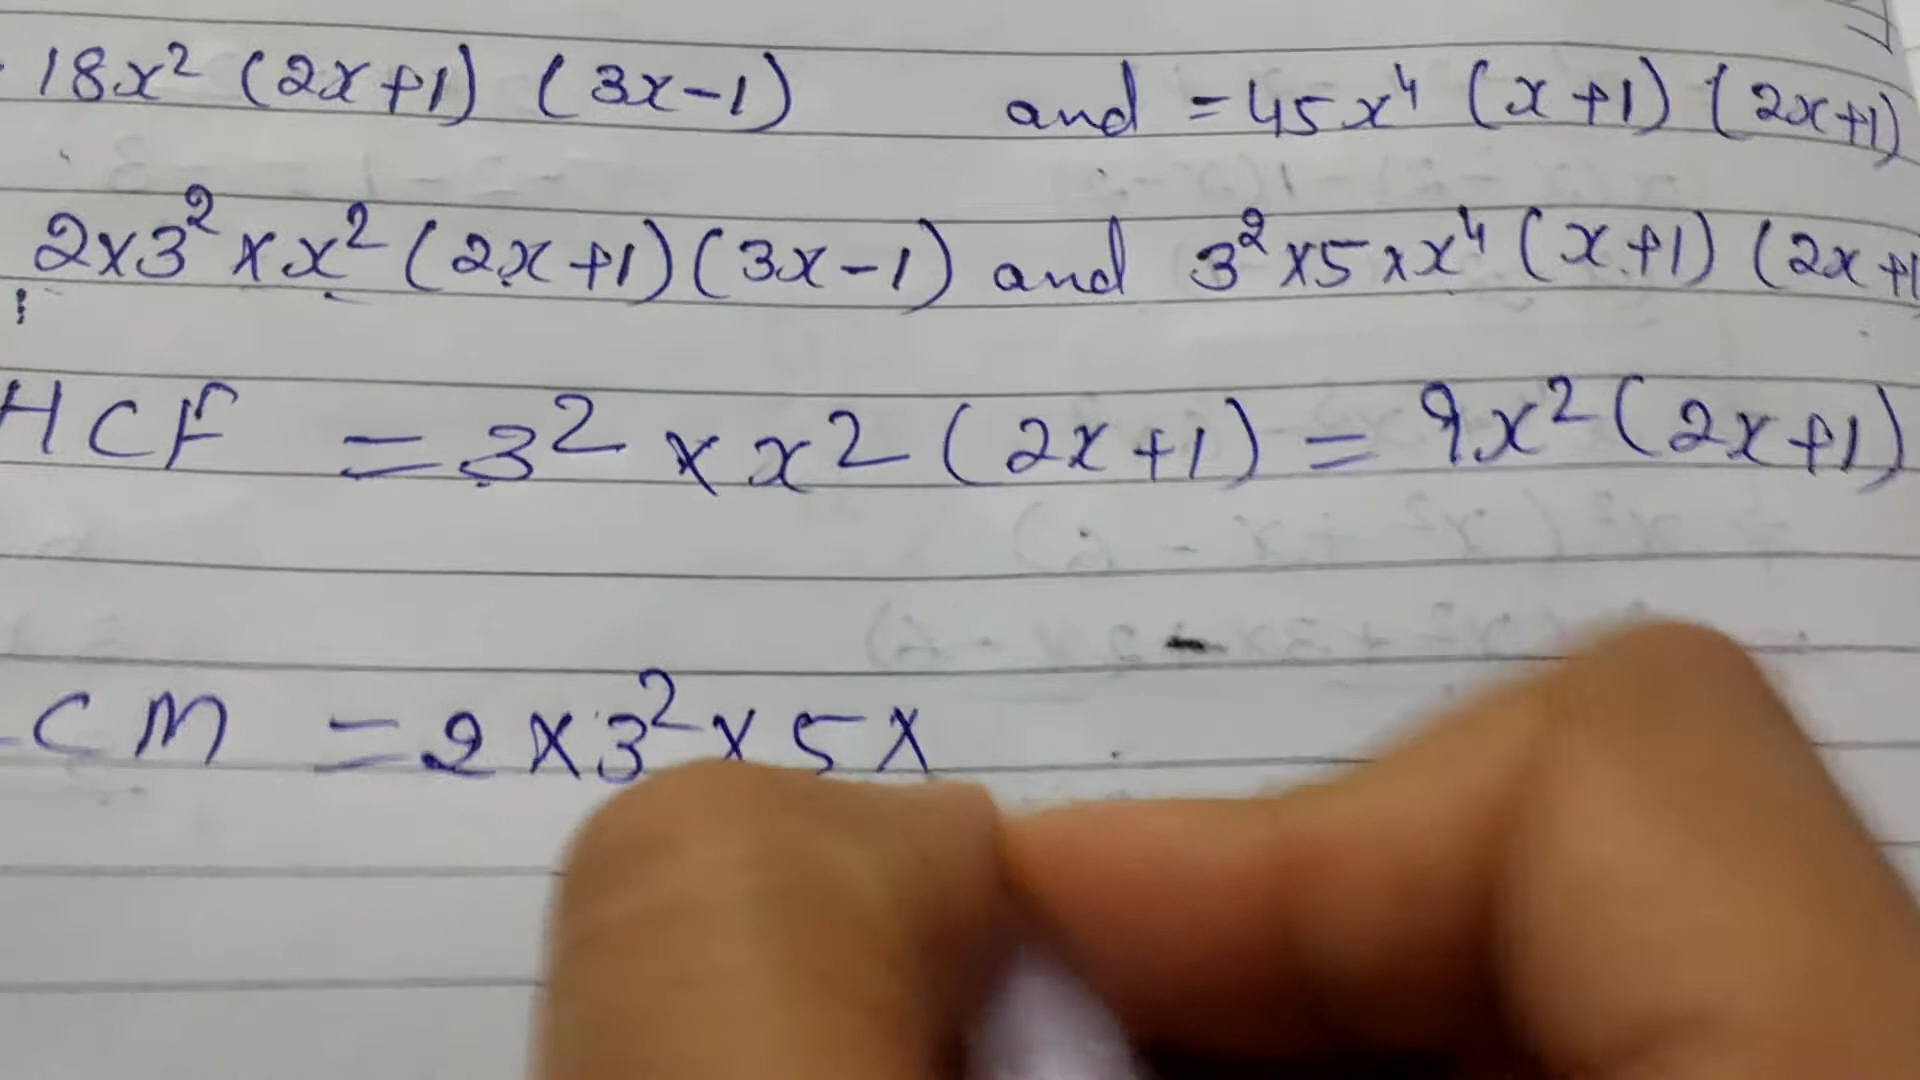 18x² (2x+1) (3x-1) and = 45x⁴ (x+1) (2x+1)
2×3²×x² (2x+1) (3x-1) and 3²×5×x⁴ (x+1) (2x+1
HCF = 3² × x² (2x+1) = 9x² (2x+1)
CM = 2×3²×5×